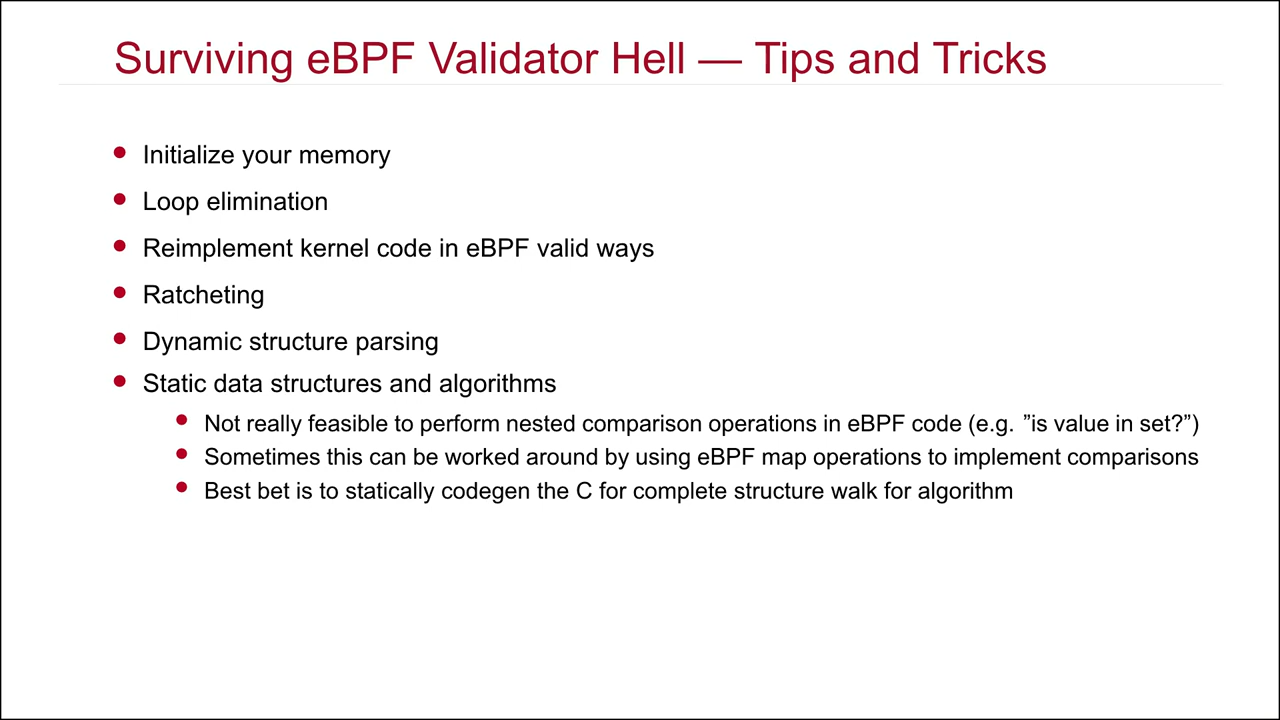 Surviving eBPF Validator Hell — Tips and Tricks
Initialize your memory
Loop elimination
Reimplement kernel code in eBPF valid ways
Ratcheting
Dynamic structure parsing
Static data structures and algorithms
Not really feasible to perform nested comparison operations in eBPF code (e.g. ”is value in set?”)
Sometimes this can be worked around by using eBPF map operations to implement comparisons
Best bet is to statically codegen the C for complete structure walk for algorithm